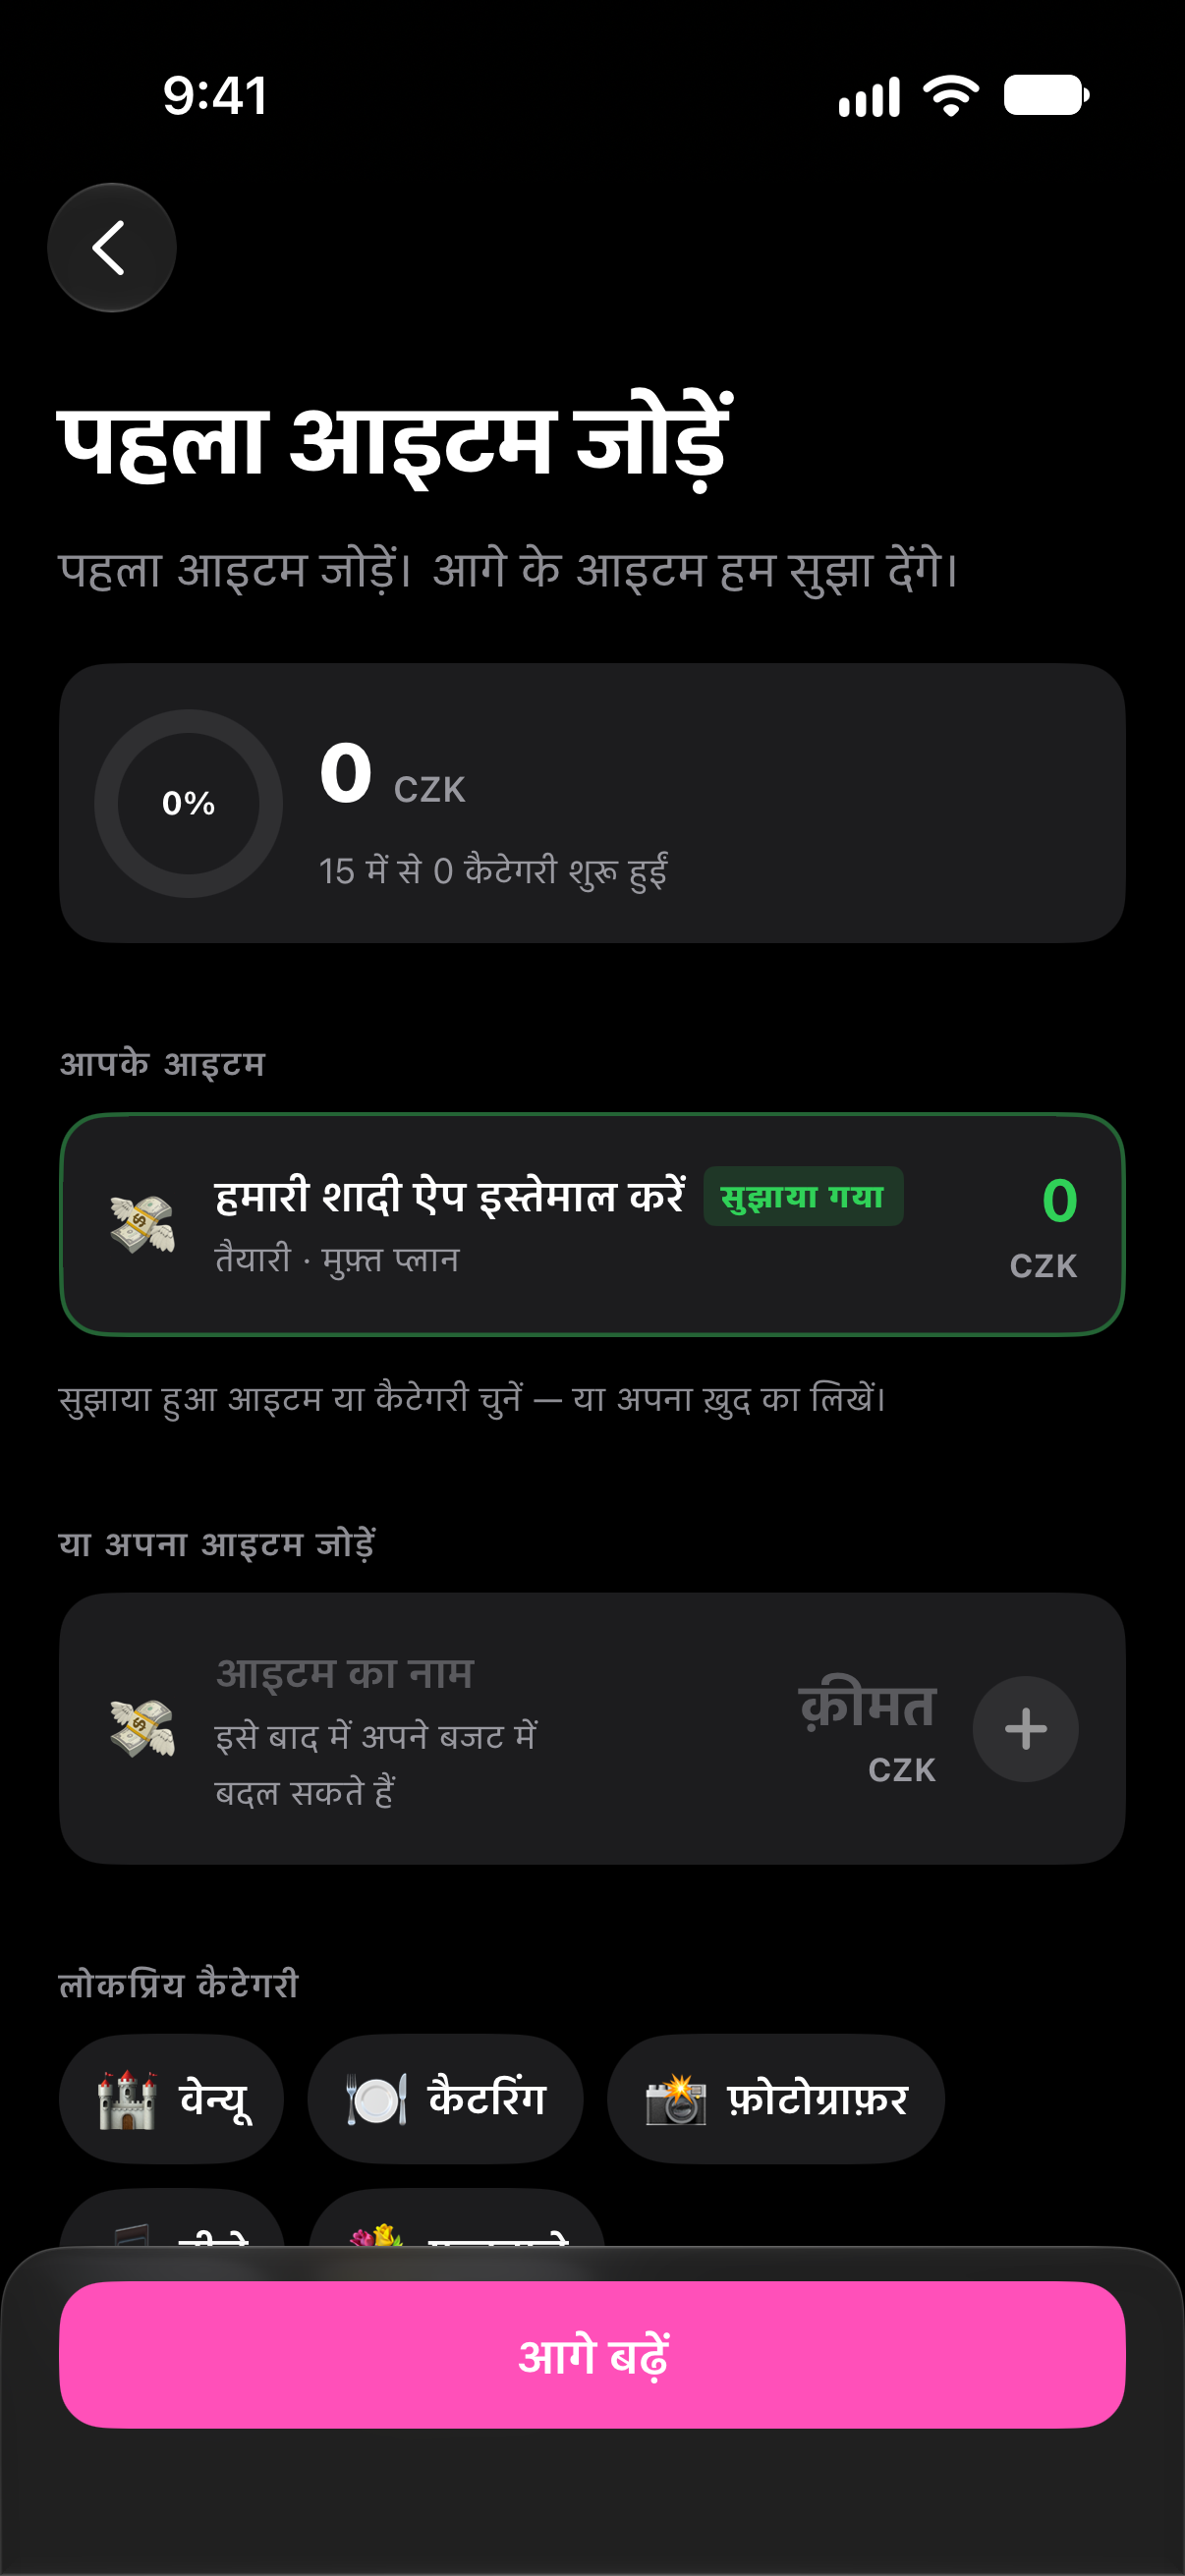 9:41
पहला आइटम जोड़ें
पहला आइटम जोड़ें। आगे के आइटम हम सुझा देंगे।
0%
0 CZK
15 में से 0 कैटेगरी शुरू हुईं
आपके आइटम
हमारी शादी ऐप इस्तेमाल करें सुझाया गया
तैयारी · मुफ़्त प्लान
0
CZK
सुझाया हुआ आइटम या कैटेगरी चुनें — या अपना ख़ुद का लिखें।
या अपना आइटम जोड़ें
आइटम का नाम
इसे बाद में अपने बजट में
बदल सकते हैं
क़ीमत
CZK
लोकप्रिय कैटेगरी
वेन्यू कैटरिंग फ़ोटोग्राफ़र
आगे बढ़ें